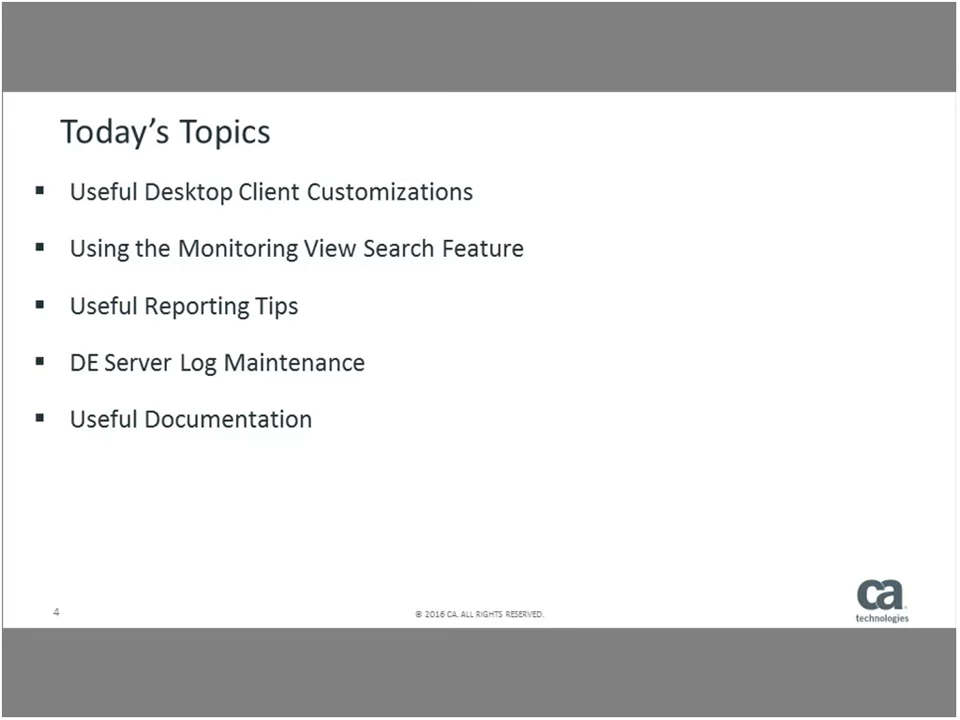 Today's Topics
▪ Useful Desktop Client Customizations
▪ Using the Monitoring View Search Feature
▪ Useful Reporting Tips
▪ DE Server Log Maintenance
▪ Useful Documentation
4
© 2016 CA. ALL RIGHTS RESERVED.
ca
technologies